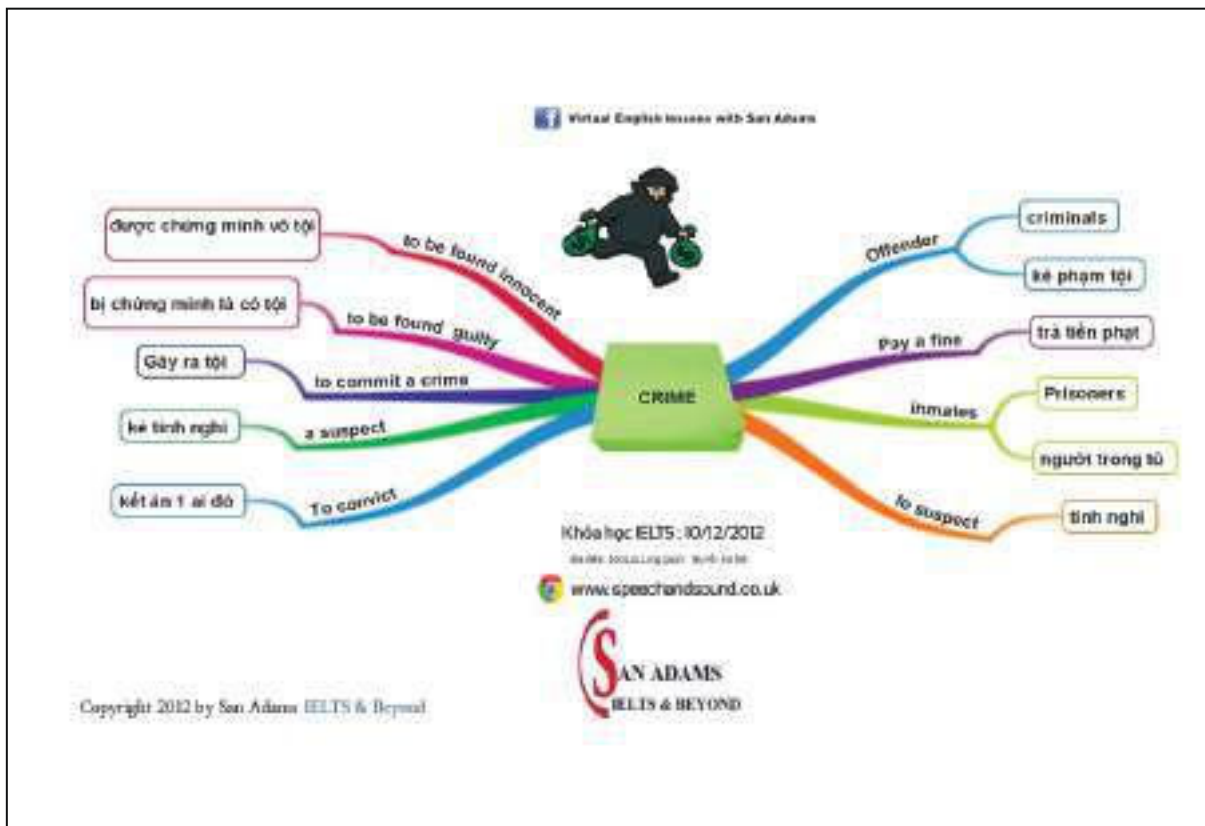 Virtual English lessons with San Adams
được chứng minh vô tội
to be found innocent
bị chứng minh là có tội
to be found guilty
Gây ra tội
to commit a crime
kẻ tình nghi
a suspect
kết án 1 ai đó
To convict
CRIME
Offender
criminals
kẻ phạm tội
Pay a fine
trả tiền phạt
inmates
Prisoners
người trong tù
to suspect
tình nghi
Khóa học IELTS : 10/12/2012
www.speechandsound.co.uk
SAN ADAMS
IELTS & BEYOND
Copyright 2012 by San Adams IELTS & Beyond